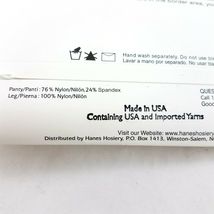 Hand wash separately. Do not use
Lavar a mano por separado. No usar
Panty/Panti: 76% Nylon/Nilón, 24% Spandex
Leg/Pierna: 100% Nylon/Nilón
QUES
Call 1
Good
Made in USA
Containing USA and Imported Yarns
Visit our Website: www.haneshosiery.
Distributed by Hanes Hosiery, P.O. Box 1413, Winston-Salem, N